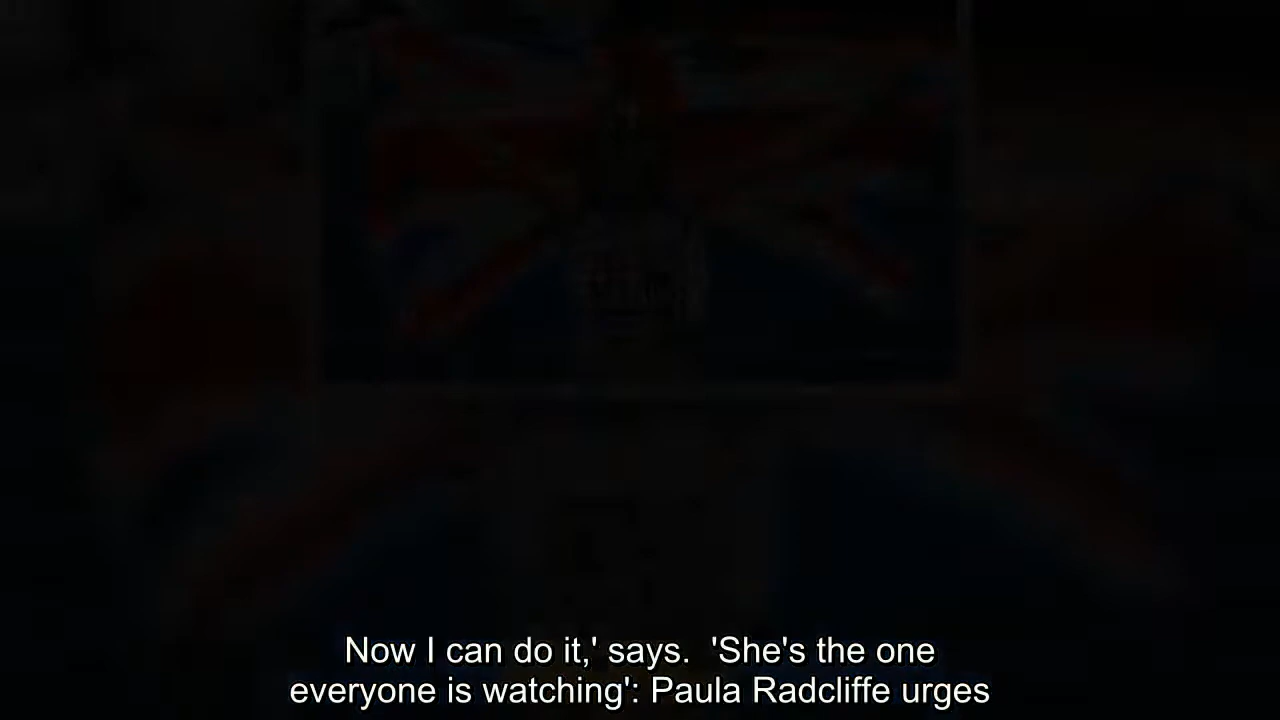 Now I can do it,' says.  'She's the one
everyone is watching': Paula Radcliffe urges